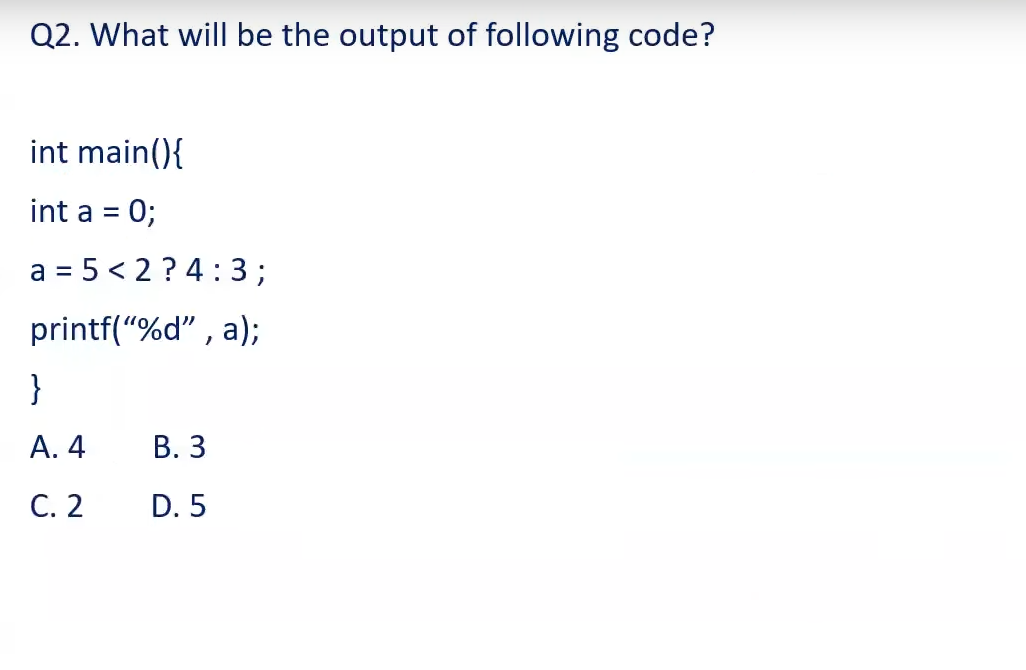 Q2. What will be the output of following code?
int main(){
int a = 0;
a = 5 < 2 ? 4 : 3 ;
printf(“%d” , a);
}
A. 4 B. 3
C. 2 D. 5